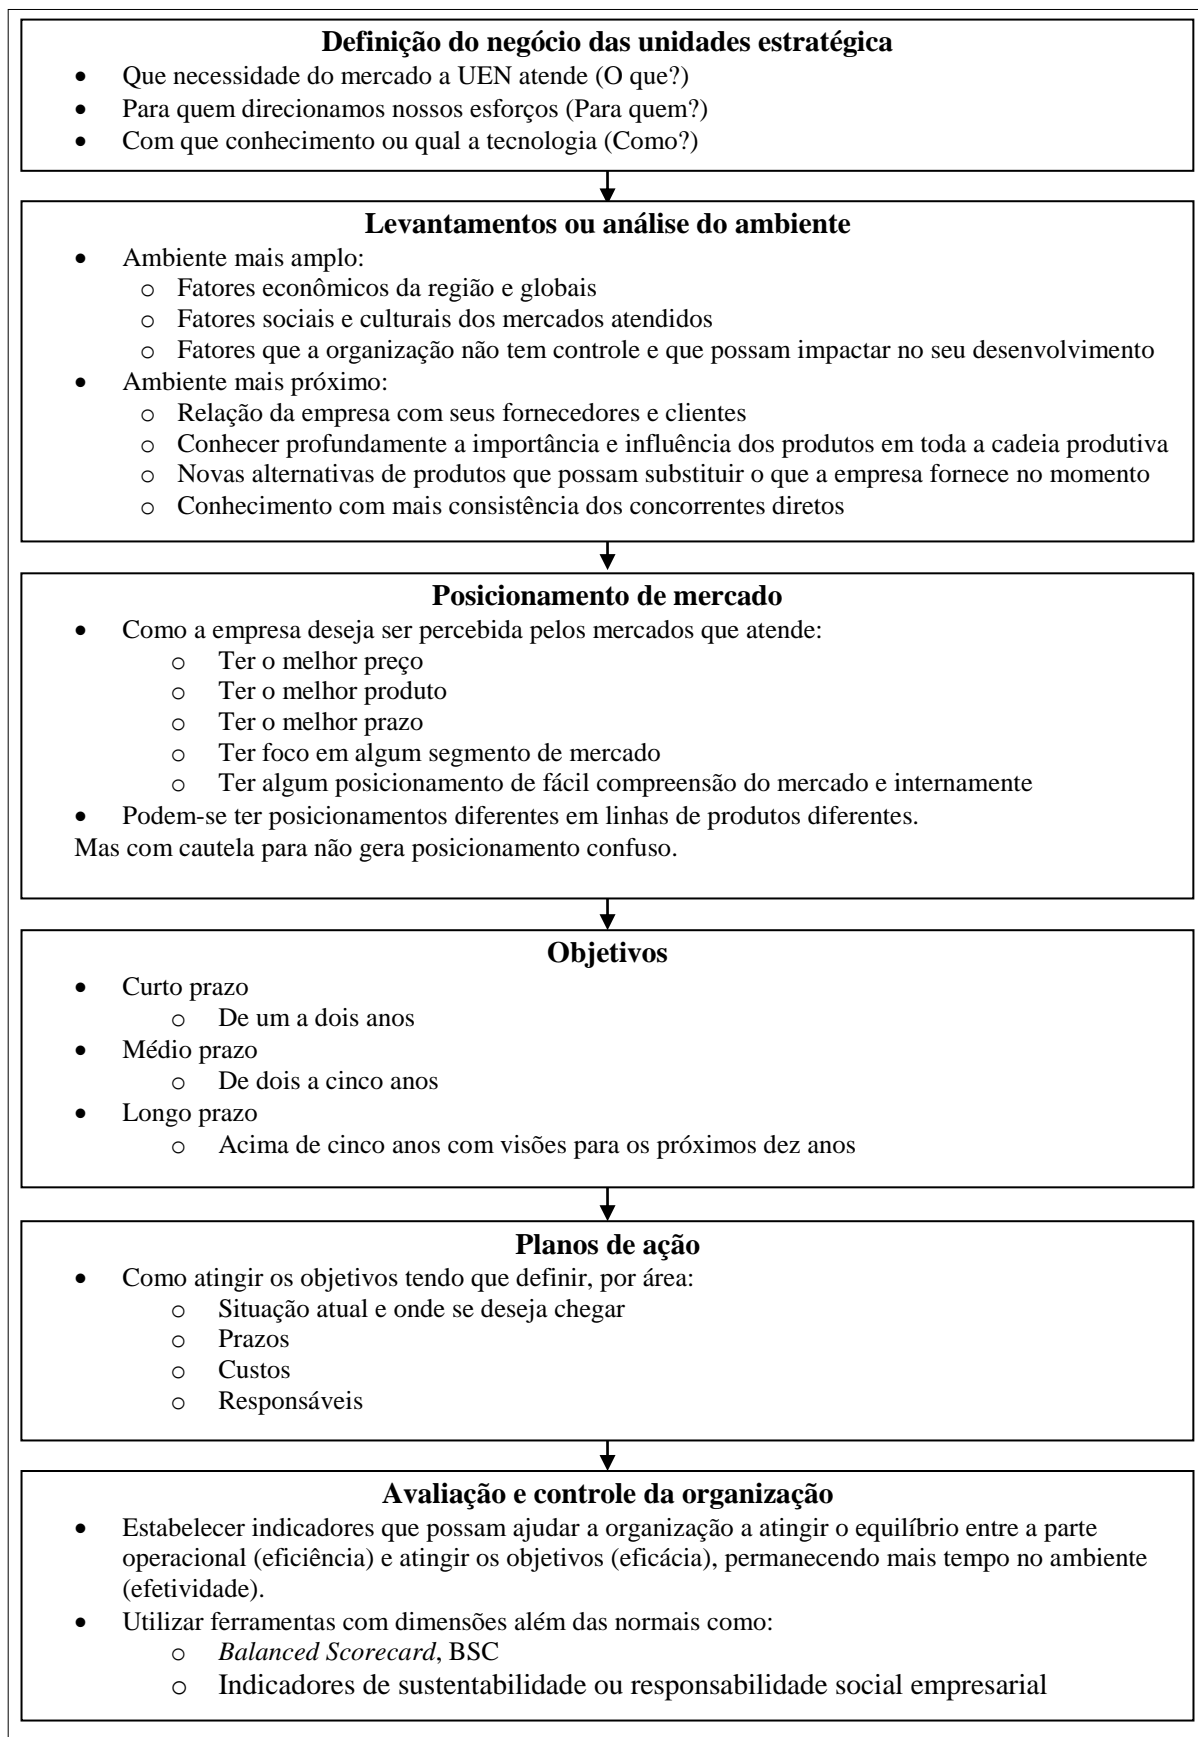 Definição do negócio das unidades estratégica
• Que necessidade do mercado a UEN atende (O que?)
• Para quem direcionamos nossos esforços (Para quem?)
• Com que conhecimento ou qual a tecnologia (Como?)
Levantamentos ou análise do ambiente
• Ambiente mais amplo:
o Fatores econômicos da região e globais
o Fatores sociais e culturais dos mercados atendidos
o Fatores que a organização não tem controle e que possam impactar no seu desenvolvimento
• Ambiente mais próximo:
o Relação da empresa com seus fornecedores e clientes
o Conhecer profundamente a importância e influência dos produtos em toda a cadeia produtiva
o Novas alternativas de produtos que possam substituir o que a empresa fornece no momento
o Conhecimento com mais consistência dos concorrentes diretos
Posicionamento de mercado
• Como a empresa deseja ser percebida pelos mercados que atende:
o Ter o melhor preço
o Ter o melhor produto
o Ter o melhor prazo
o Ter foco em algum segmento de mercado
o Ter algum posicionamento de fácil compreensão do mercado e internamente
• Podem-se ter posicionamentos diferentes em linhas de produtos diferentes.
Mas com cautela para não gera posicionamento confuso.
Objetivos
• Curto prazo
o De um a dois anos
• Médio prazo
o De dois a cinco anos
• Longo prazo
o Acima de cinco anos com visões para os próximos dez anos
Planos de ação
• Como atingir os objetivos tendo que definir, por área:
o Situação atual e onde se deseja chegar
o Prazos
o Custos
o Responsáveis
Avaliação e controle da organização
• Estabelecer indicadores que possam ajudar a organização a atingir o equilíbrio entre a parte
operacional (eficiência) e atingir os objetivos (eficácia), permanecendo mais tempo no ambiente
(efetividade).
• Utilizar ferramentas com dimensões além das normais como:
o Balanced Scorecard, BSC
o Indicadores de sustentabilidade ou responsabilidade social empresarial